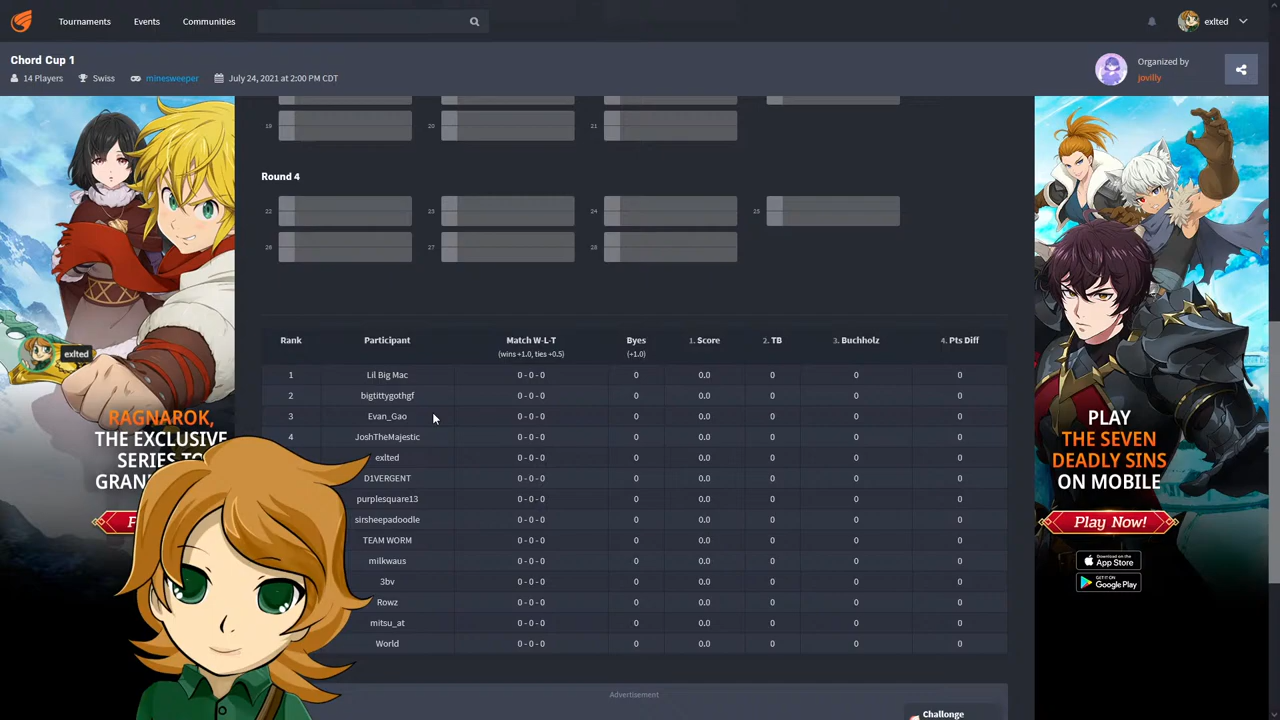 Tournaments Events Communities exlted
Chord Cup 1
14 Players Swiss minesweeper July 24, 2021 at 2:00 PM CDT
Organized by
jovilly
19 20 21
Round 4
22 23 24 25
26 27 28
Rank Participant Match W-L-T Byes 1. Score 2. TB 3. Buchholz 4. Pts Diff
(wins +1.0, ties +0.5) (+1.0)
1 Lil Big Mac 0 - 0 - 0 0 0.0 0 0 0
2 bigtittygothgf 0 - 0 - 0 0 0.0 0 0 0
3 Evan_Gao 0 - 0 - 0 0 0.0 0 0 0
4 JoshTheMajestic 0 - 0 - 0 0 0.0 0 0 0
exlted 0 - 0 - 0 0 0.0 0 0 0
D1VERGENT 0 - 0 - 0 0 0.0 0 0 0
purplesquare13 0 - 0 - 0 0 0.0 0 0 0
sirsheepadoodle 0 - 0 - 0 0 0.0 0 0 0
TEAM WORM 0 - 0 - 0 0 0.0 0 0 0
milkwaus 0 - 0 - 0 0 0.0 0 0 0
3bv 0 - 0 - 0 0 0.0 0 0 0
Rowz 0 - 0 - 0 0 0.0 0 0 0
mitsu_at 0 - 0 - 0 0 0.0 0 0 0
World 0 - 0 - 0 0 0.0 0 0 0
Advertisement
Challonge
exlted
RAGNAROK,
THE EXCLUSIVE
PLAY
THE SEVEN
DEADLY SINS
ON MOBILE
Play Now!
Download on the
App Store
GET IT ON
Google Play